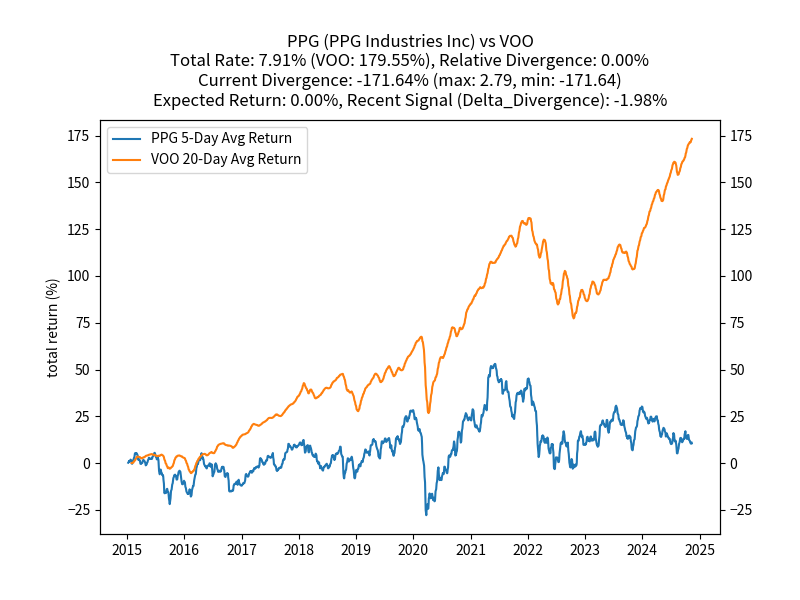 PPG (PPG Industries Inc) vs VOO
Total Rate: 7.91% (VOO: 179.55%), Relative Divergence: 0.00%
Current Divergence: -171.64% (max: 2.79, min: -171.64)
Expected Return: 0.00%, Recent Signal (Delta_Divergence): -1.98%
PPG 5-Day Avg Return
VOO 20-Day Avg Return
total return (%)
175 175
150 150
125 125
100 100
75 75
50 50
25 25
0 0
−25 −25
2015 2016 2017 2018 2019 2020 2021 2022 2023 2024 2025